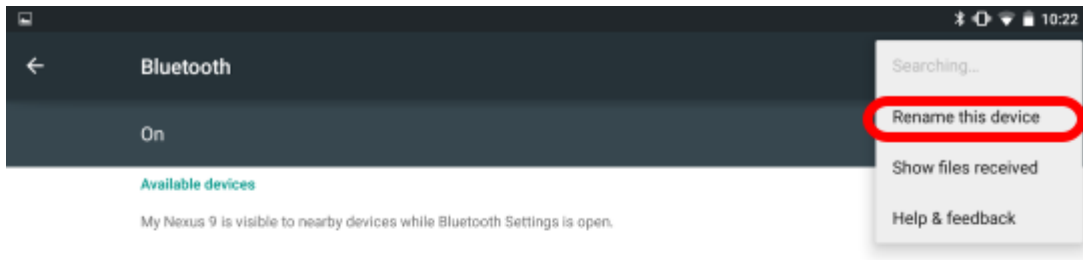 10:22
Bluetooth
Searching...
Rename this device
On
Show files received
Available devices
Help & feedback
My Nexus 9 is visible to nearby devices while Bluetooth Settings is open.